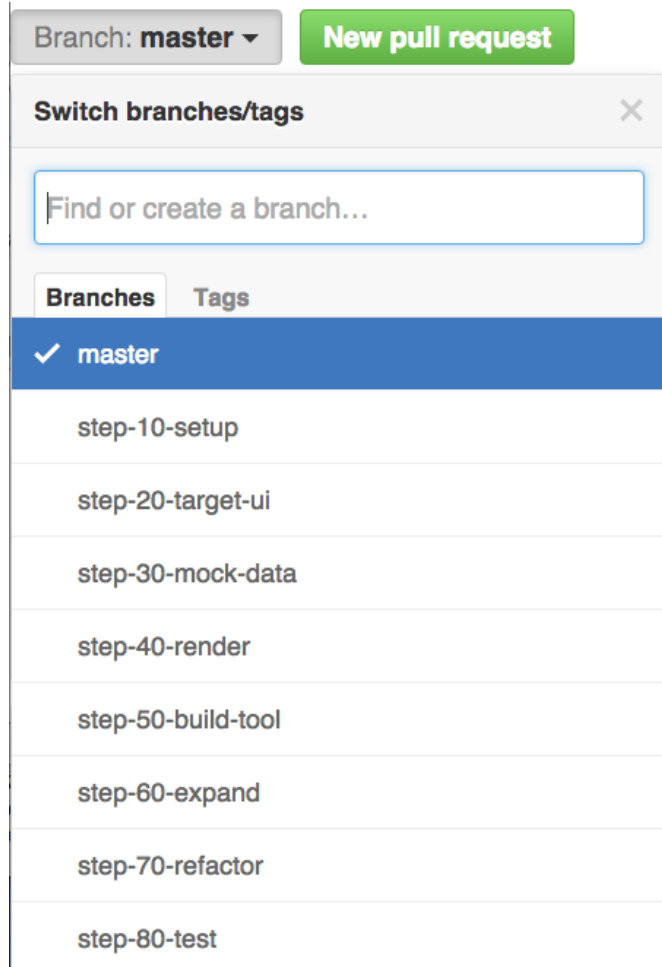 Branch: master New pull request
Switch branches/tags
Find or create a branch…
Branches Tags
master
step-10-setup
step-20-target-ui
step-30-mock-data
step-40-render
step-50-build-tool
step-60-expand
step-70-refactor
step-80-test